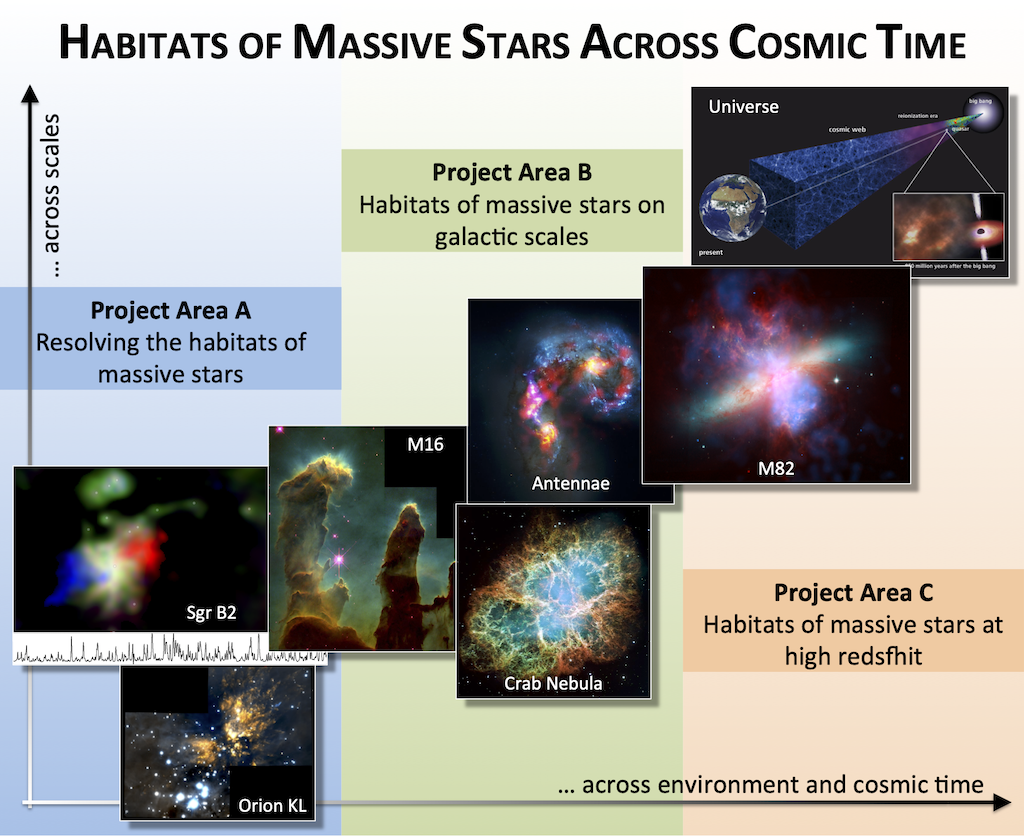 HABITATS OF MASSIVE STARS ACROSS COSMIC TIME
... across scales
Universe
big bang
reionization era
quasar
cosmic web
present
million years after the big bang
Project Area B
Habitats of massive stars on
galactic scales
Project Area A
Resolving the habitats of
massive stars
M16
Antennae
M82
Sgr B2
Crab Nebula
Project Area C
Habitats of massive stars at
high redsfhit
Orion KL
... across environment and cosmic time